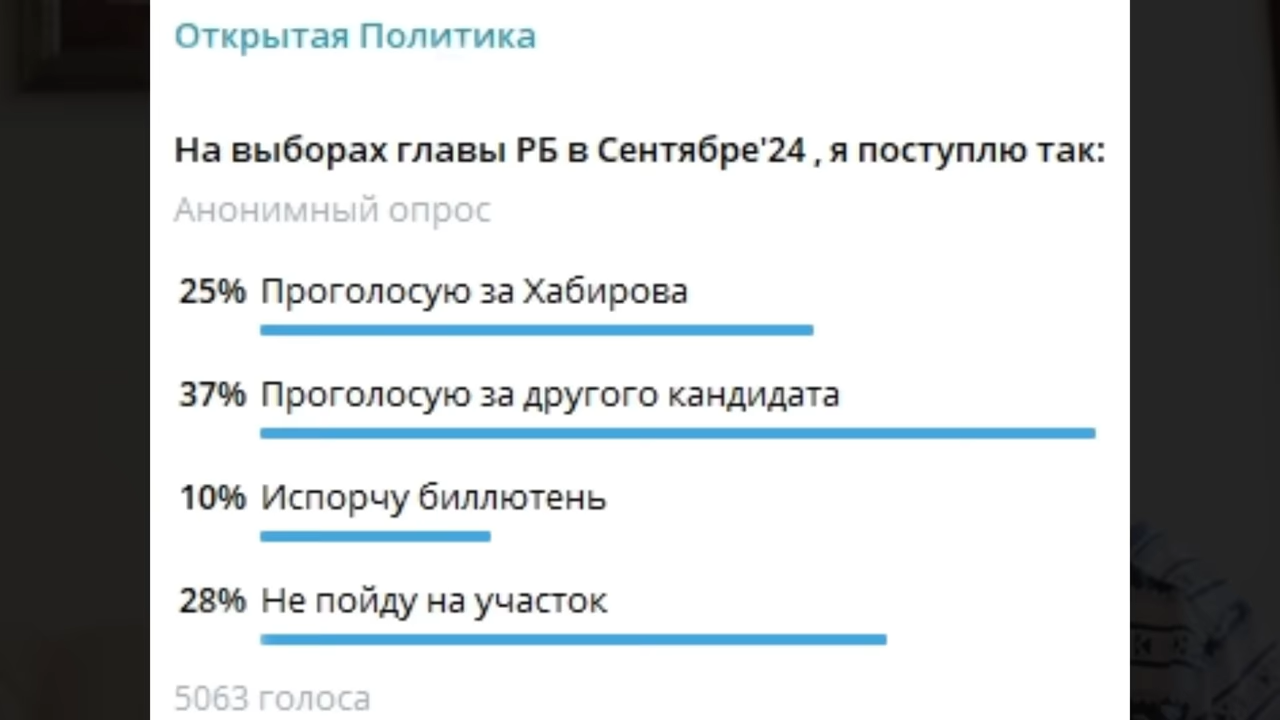 Открытая Политика
На выборах главы РБ в Сентябре'24 , я поступлю так:
Анонимный опрос
25% Проголосую за Хабирова
37% Проголосую за другого кандидата
10% Испорчу биллютень
28% Не пойду на участок
5063 голоса